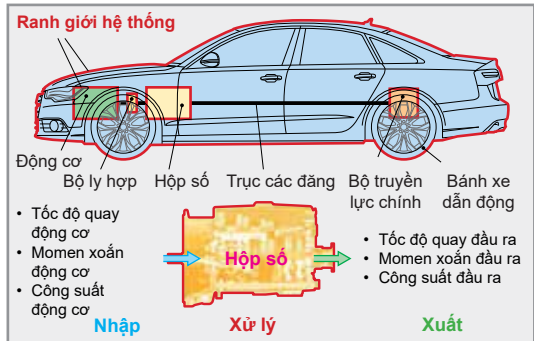 Ranh giới hệ thống
Động cơ
Bộ ly hợp
Hộp số
Trục các đăng
Bộ truyền
lực chính
Bánh xe
dẫn động
• Tốc độ quay
động cơ
• Momen xoắn
động cơ
• Công suất
động cơ
Hộp số
• Tốc độ quay đầu ra
• Momen xoắn đầu ra
• Công suất đầu ra
Nhập
Xử lý
Xuất